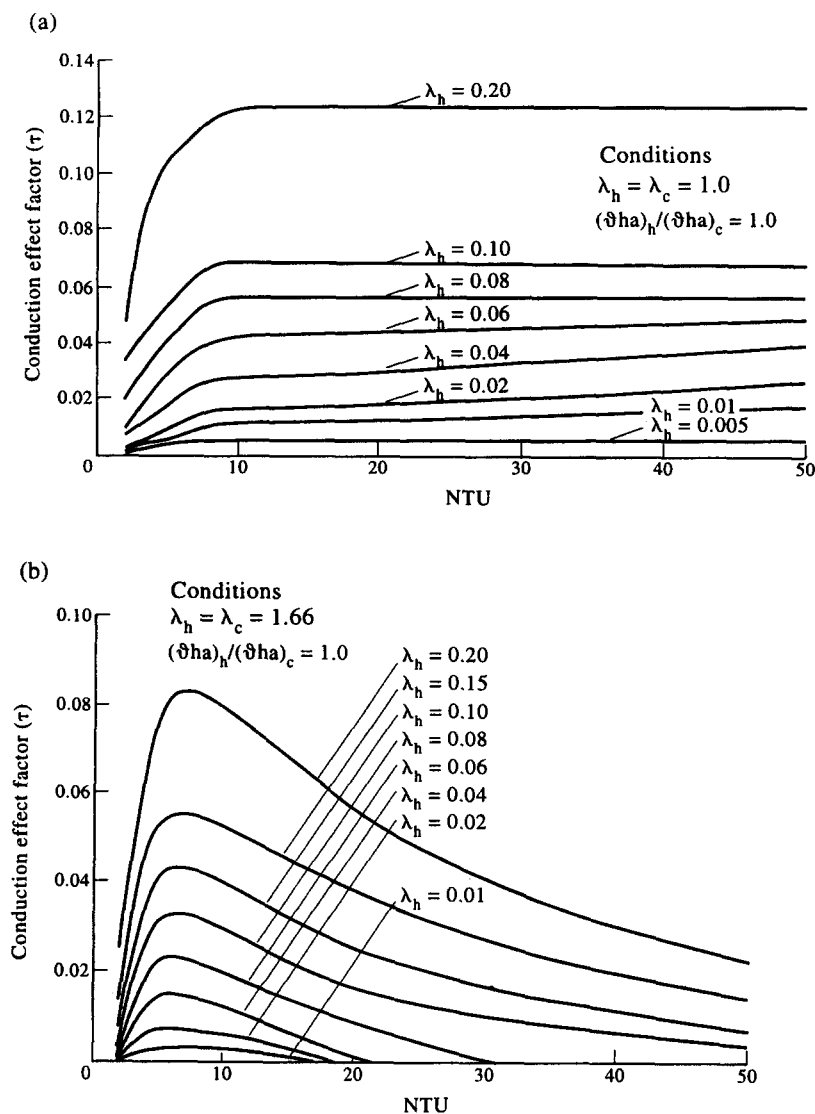 (a)
0.14
0.12
0.10
0.08
0.06
0.04
0.02
0
10
20
30
40
50
Conduction effect factor (τ)
NTU
λh = 0.20
Conditions
λh = λc = 1.0
(ϑha)h/(ϑha)c = 1.0
λh = 0.10
λh = 0.08
λh = 0.06
λh = 0.04
λh = 0.02
λh = 0.01
λh = 0.005
(b)
Conditions
λh = λc = 1.66
(ϑha)h/(ϑha)c = 1.0
0.10
0.08
0.06
0.04
0.02
0
10
20
30
40
50
Conduction effect factor (τ)
NTU
λh = 0.20
λh = 0.15
λh = 0.10
λh = 0.08
λh = 0.06
λh = 0.04
λh = 0.02
λh = 0.01